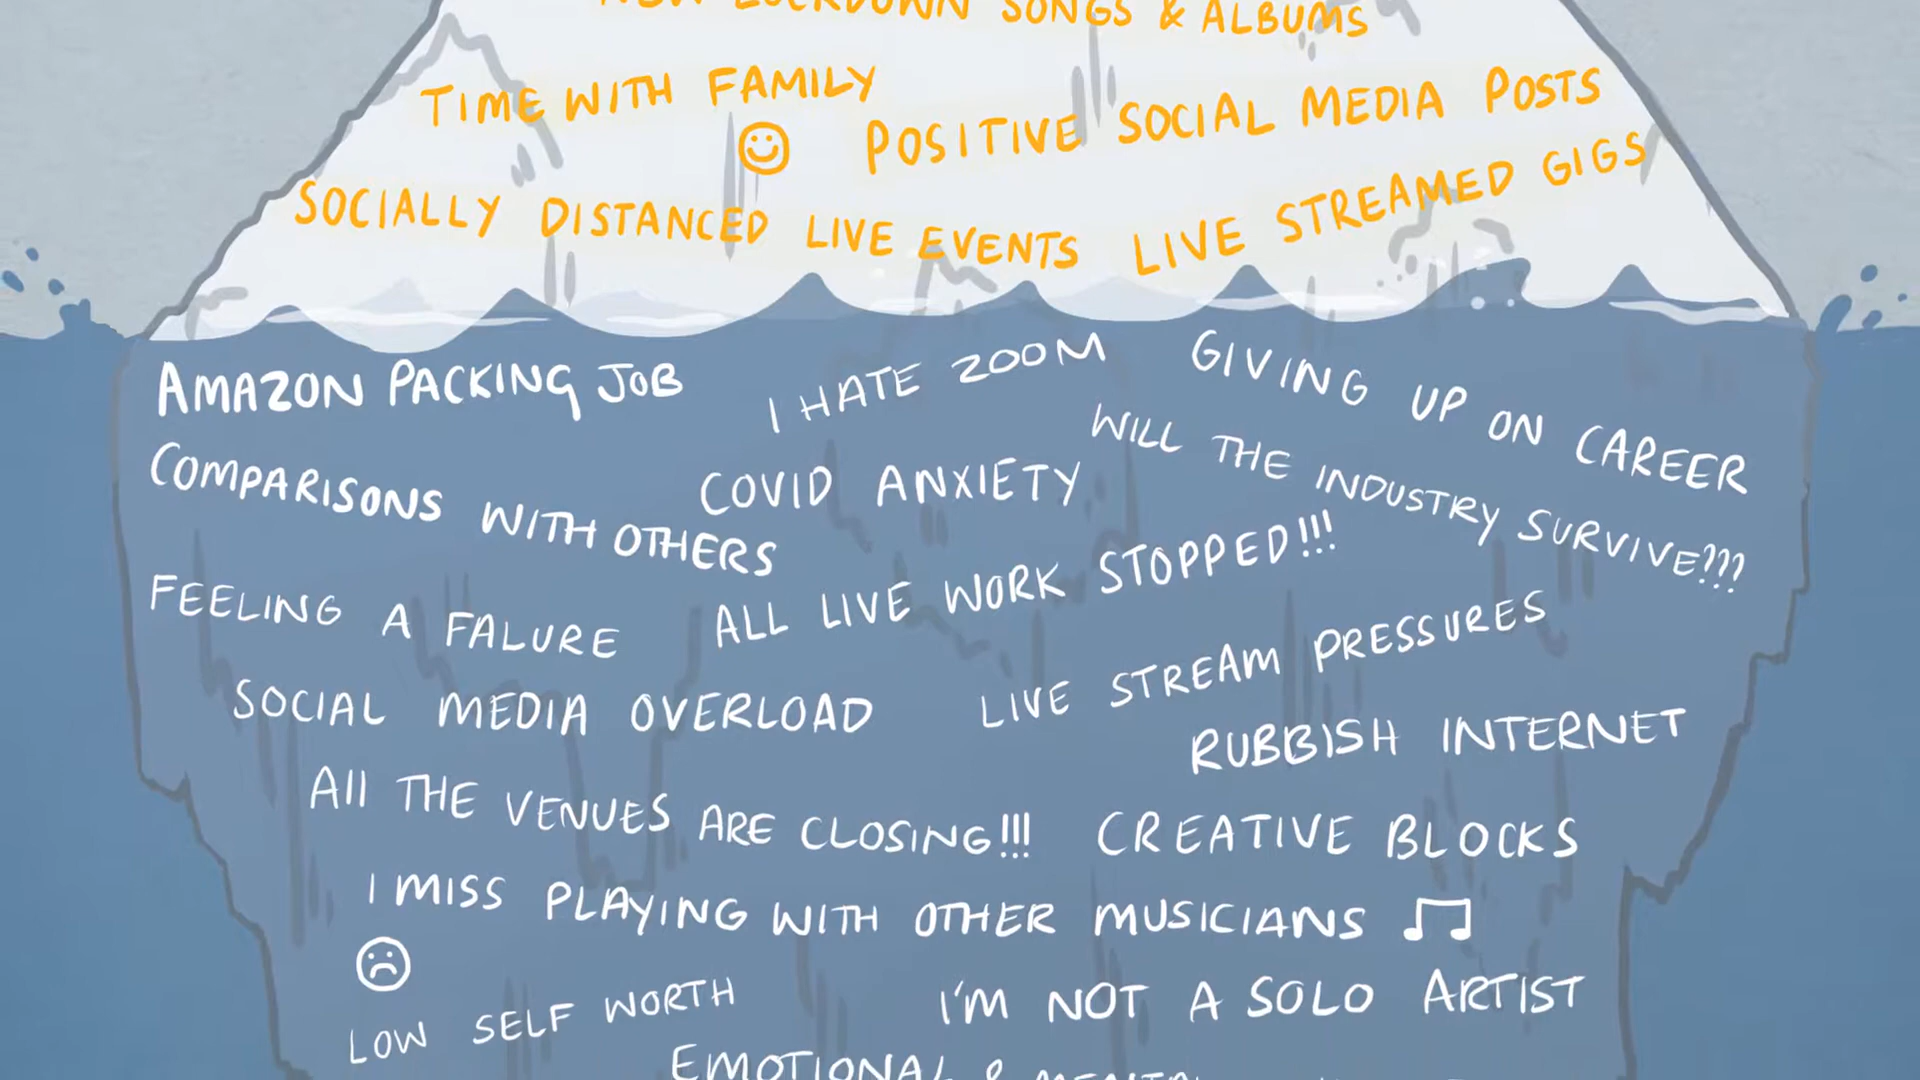 NEW LOCKDOWN SONGS & ALBUMS
TIME WITH FAMILY
POSITIVE SOCIAL MEDIA POSTS
SOCIALLY DISTANCED LIVE EVENTS
LIVE STREAMED GIGS
AMAZON PACKING JOB
I HATE ZOOM
GIVING UP ON CAREER
COMPARISONS WITH OTHERS
COVID ANXIETY
WILL THE INDUSTRY SURVIVE???
FEELING A FALURE
ALL LIVE WORK STOPPED!!!
SOCIAL MEDIA OVERLOAD
LIVE STREAM PRESSURES
RUBBISH INTERNET
All THE VENUES ARE CLOSING!!!
CREATIVE BLOCKS
I MISS PLAYING WITH OTHER MUSICIANS
LOW SELF WORTH
I'M NOT A SOLO ARTIST
EMOTIONAL & MENTAL